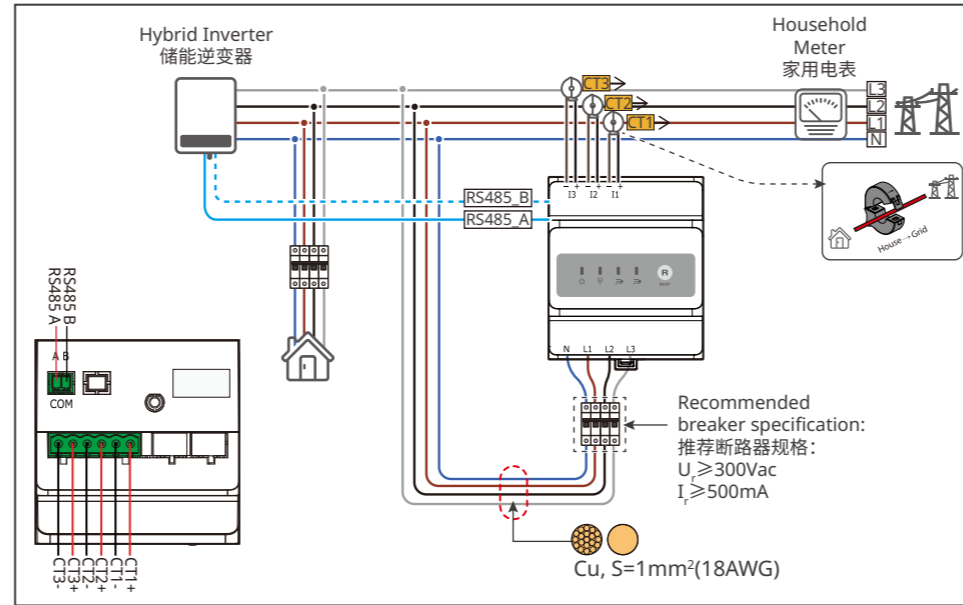 Hybrid Inverter
储能逆变器
Household
Meter
家用电表
CT3
CT2
CT1
L3
L2
L1
N
- + - + - +
I3 I2 I1
RS485_B
RS485_A
House→Grid
R
RS485 A
RS485 B
A B
COM
CT3-
CT3+
CT2-
CT2+
CT1-
CT1+
N L1 L2 L3
Recommended
breaker specification:
推荐断路器规格:
Ur≥300Vac
Ir≥500mA
Cu, S=1mm²(18AWG)